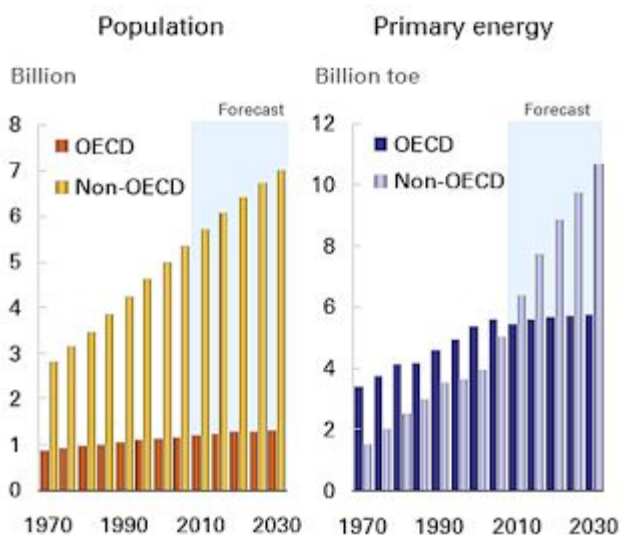 Population
Billion
Forecast
8
OECD
7
Non-OECD
6
5
4
3
2
1
0
1970 1990 2010 2030
Primary energy
Billion toe
Forecast
12
OECD
Non-OECD
10
8
6
4
2
0
1970 1990 2010 2030